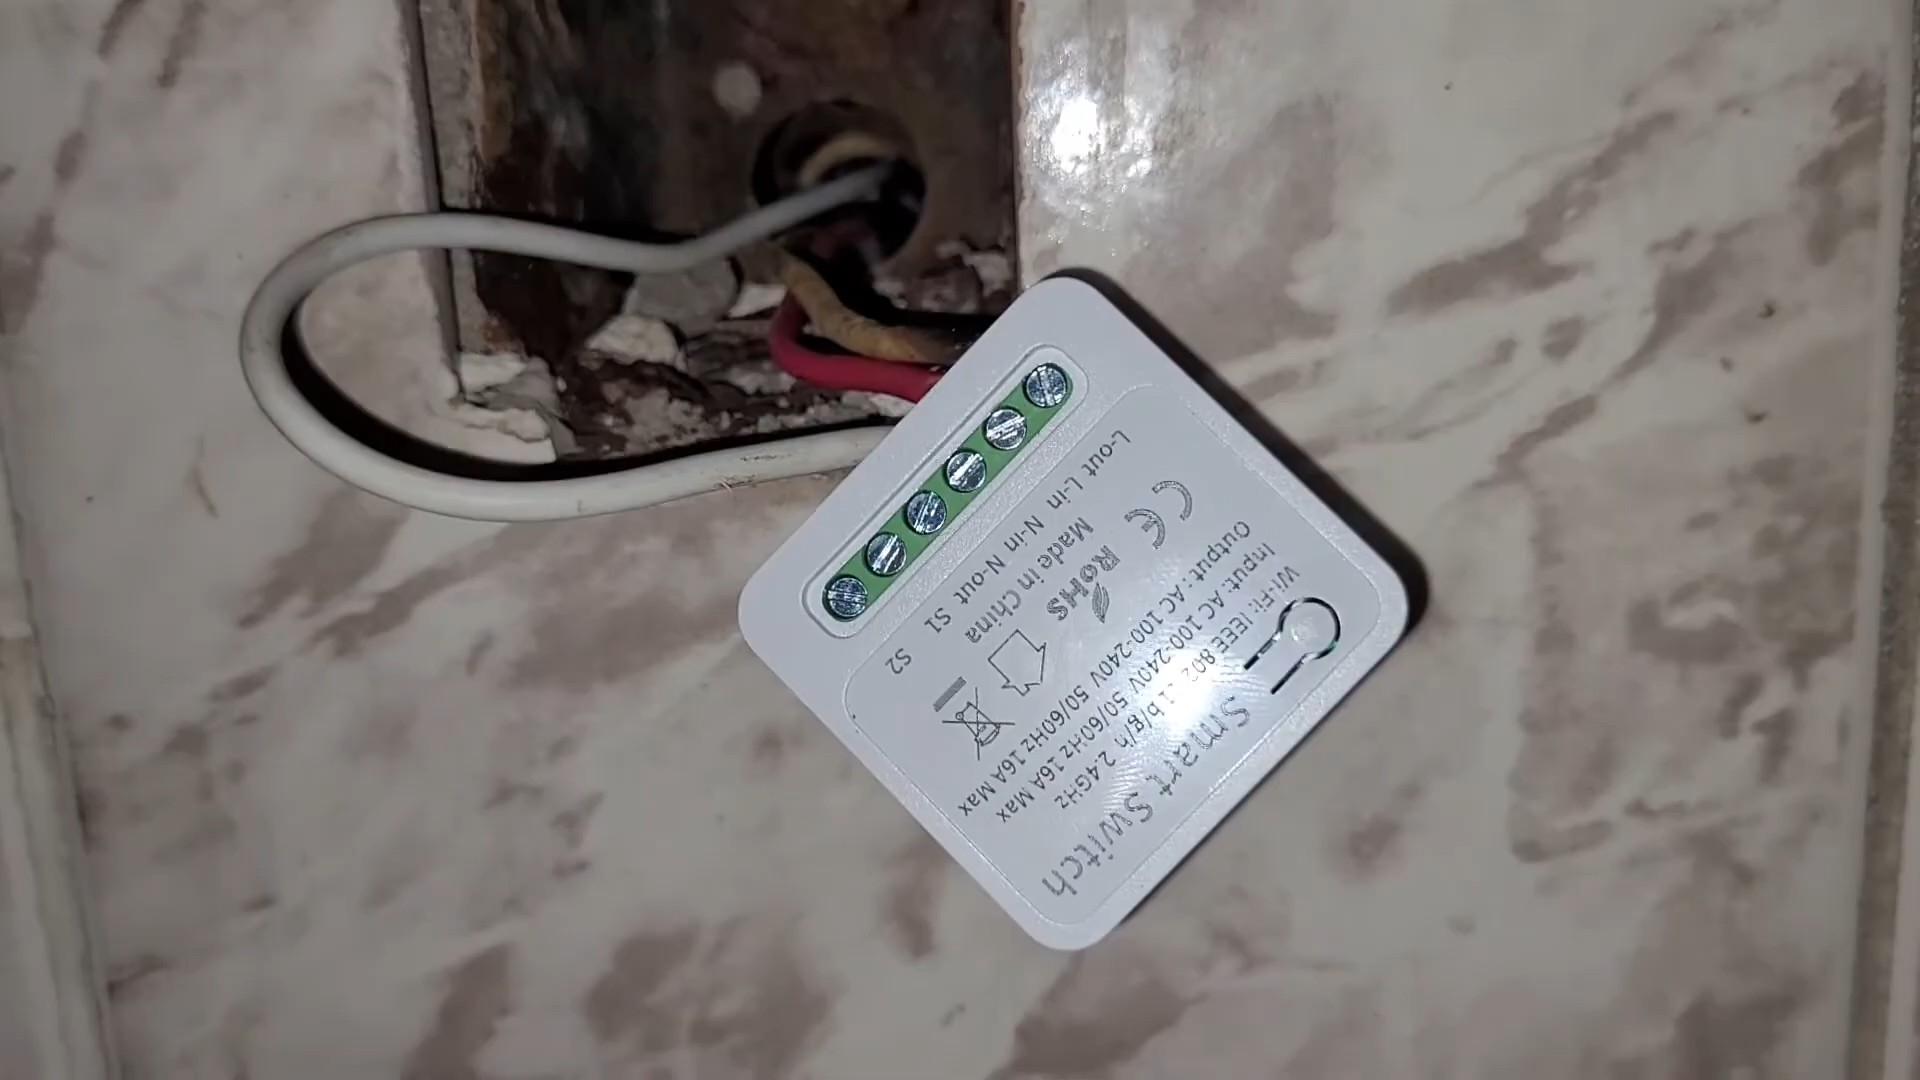 Smart Switch
Wi-Fi: IEEE 802.11b/g/n 2.4GHz
Input: AC 100-240V 50/60Hz 16A Max
Output: AC 100-240V 50/60Hz 16A Max
CE RoHS
Made in China
L-out L-in N-in N-out S1 S2